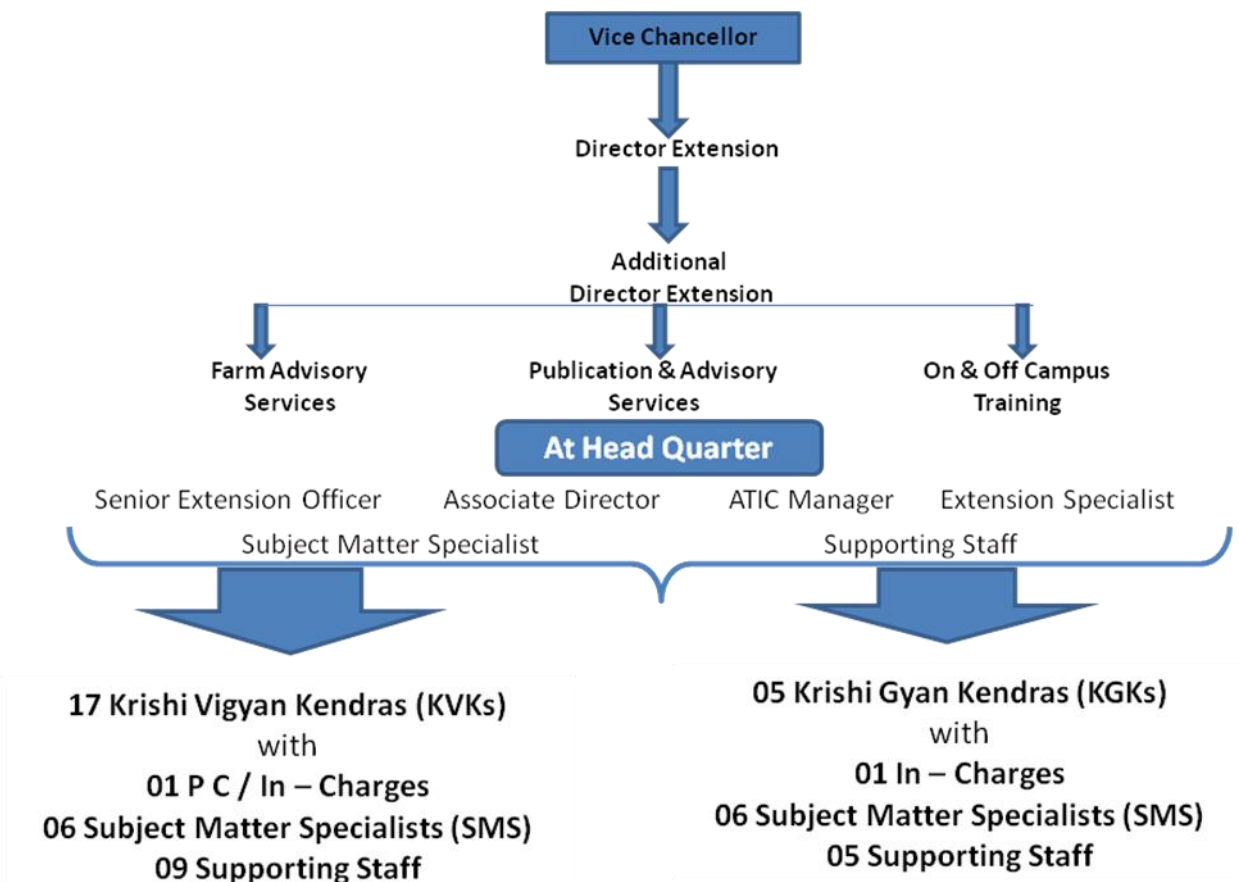 Vice Chancellor
Director Extension
Additional
Director Extension
Farm Advisory
Services
Publication & Advisory
Services
On & Off Campus
Training
At Head Quarter
Senior Extension Officer
Associate Director
ATIC Manager
Extension Specialist
Subject Matter Specialist
Supporting Staff
17 Krishi Vigyan Kendras (KVKs)
with
01 P C / In – Charges
06 Subject Matter Specialists (SMS)
09 Supporting Staff
05 Krishi Gyan Kendras (KGKs)
with
01 In – Charges
06 Subject Matter Specialists (SMS)
05 Supporting Staff